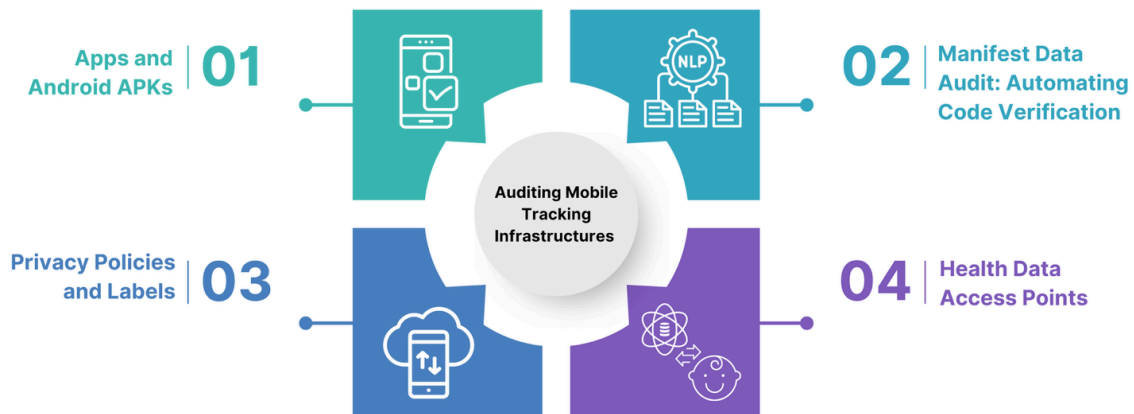 Apps and
Android APKs
01
02
Manifest Data
Audit: Automating
Code Verification
NLP
Auditing Mobile
Tracking
Infrastructures
Privacy Policies
and Labels
03
04
Health Data
Access Points